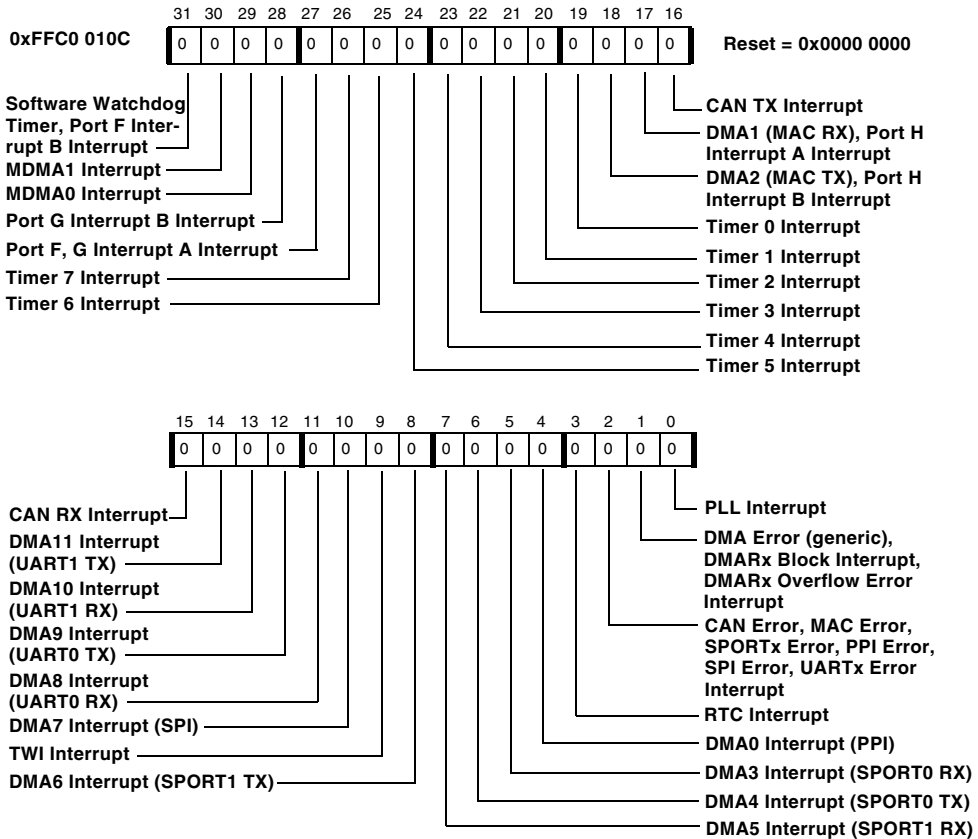 31 30 29 28 27 26 25 24 23 22 21 20 19 18 17 16
0xFFC0 010C
0 0 0 0 0 0 0 0 0 0 0 0 0 0 0 0
Reset = 0x0000 0000
Software Watchdog
Timer, Port F Inter-
rupt B Interrupt
MDMA1 Interrupt
MDMA0 Interrupt
Port G Interrupt B Interrupt
Port F, G Interrupt A Interrupt
Timer 7 Interrupt
Timer 6 Interrupt
CAN TX Interrupt
DMA1 (MAC RX), Port H
Interrupt A Interrupt
DMA2 (MAC TX), Port H
Interrupt B Interrupt
Timer 0 Interrupt
Timer 1 Interrupt
Timer 2 Interrupt
Timer 3 Interrupt
Timer 4 Interrupt
Timer 5 Interrupt
15 14 13 12 11 10 9 8 7 6 5 4 3 2 1 0
0 0 0 0 0 0 0 0 0 0 0 0 0 0 0 0
CAN RX Interrupt
DMA11 Interrupt
(UART1 TX)
DMA10 Interrupt
(UART1 RX)
DMA9 Interrupt
(UART0 TX)
DMA8 Interrupt
(UART0 RX)
DMA7 Interrupt (SPI)
TWI Interrupt
DMA6 Interrupt (SPORT1 TX)
PLL Interrupt
DMA Error (generic),
DMARx Block Interrupt,
DMARx Overflow Error
Interrupt
CAN Error, MAC Error,
SPORTx Error, PPI Error,
SPI Error, UARTx Error
Interrupt
RTC Interrupt
DMA0 Interrupt (PPI)
DMA3 Interrupt (SPORT0 RX)
DMA4 Interrupt (SPORT0 TX)
DMA5 Interrupt (SPORT1 RX)